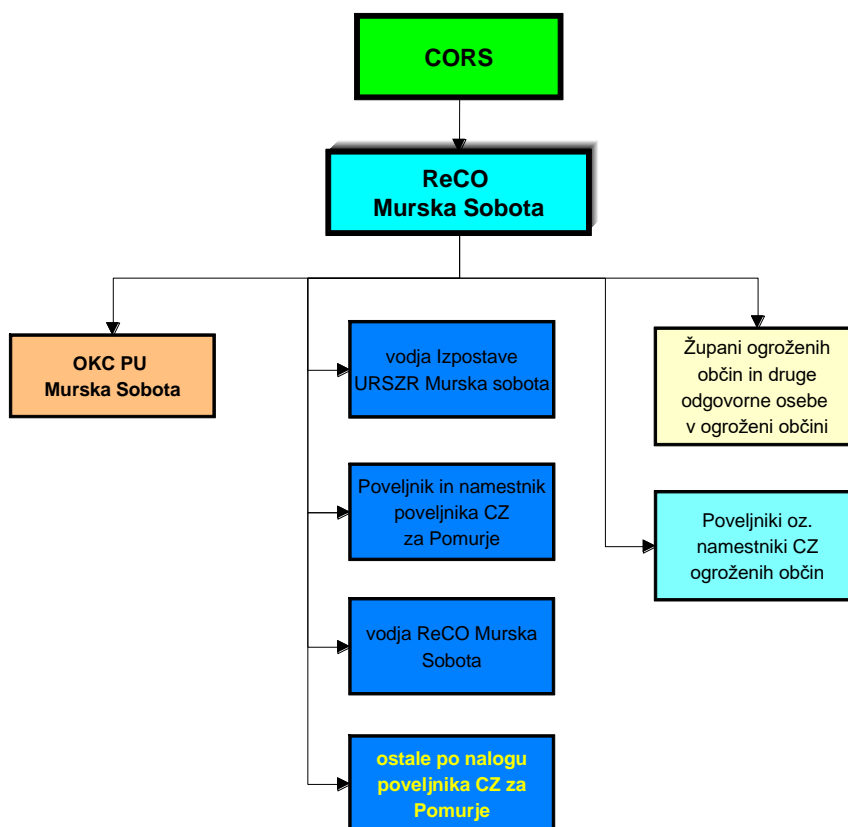 CORS
ReCO
Murska Sobota
OKC PU
Murska Sobota
vodja Izpostave
URSZR Murska sobota
Župani ogroženih
občin in druge
odgovorne osebe
v ogroženi občini
Poveljnik in namestnik
poveljnika CZ
za Pomurje
Poveljniki oz.
namestniki CZ
ogroženih občin
vodja ReCO Murska
Sobota
ostale po nalogu
poveljnika CZ za
Pomurje